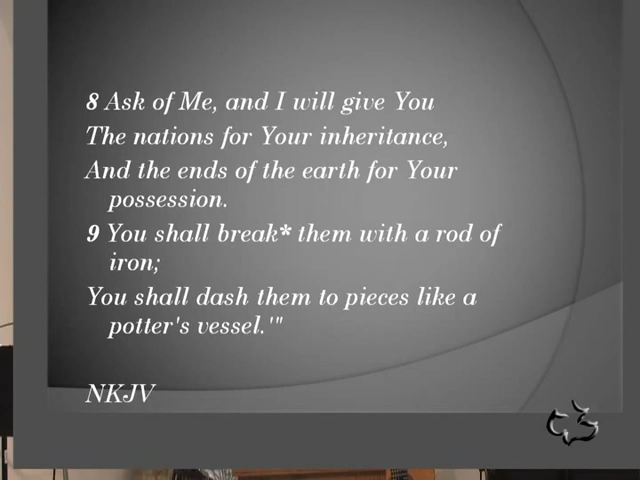 8 Ask of Me, and I will give You
The nations for Your inheritance,
And the ends of the earth for Your
possession.
9 You shall break* them with a rod of
iron;
You shall dash them to pieces like a
potter's vessel.'"
NKJV